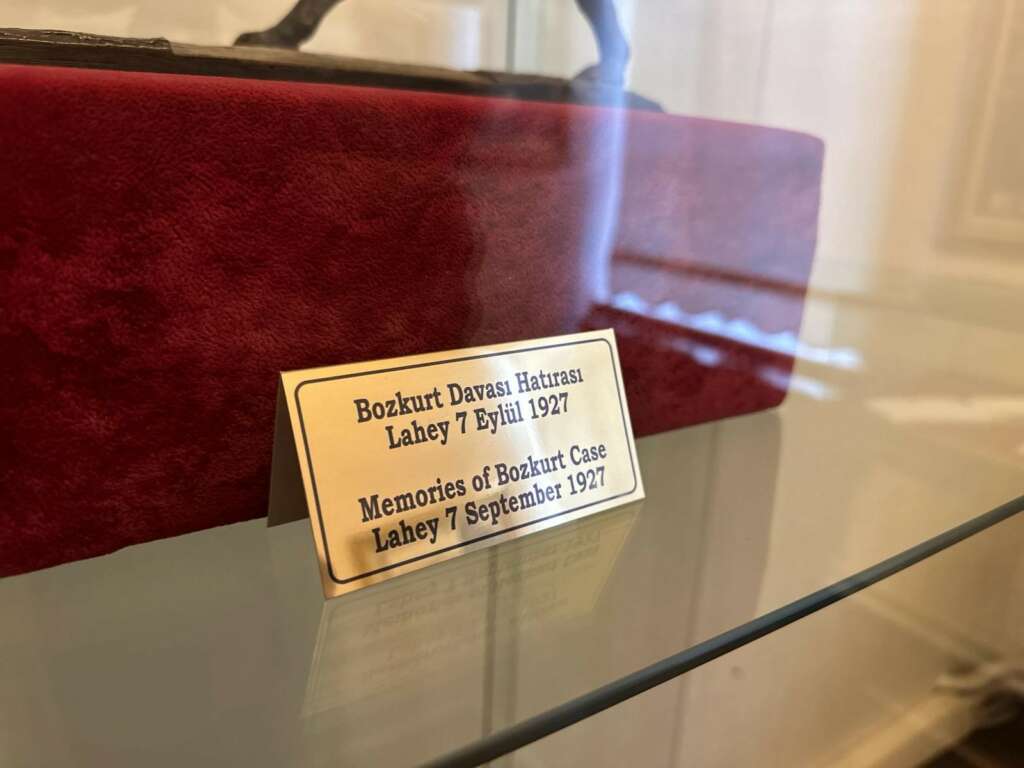 Bozkurt Davası Hatırası
Lahey 7 Eylül 1927
Memories of Bozkurt Case
Lahey 7 September 1927